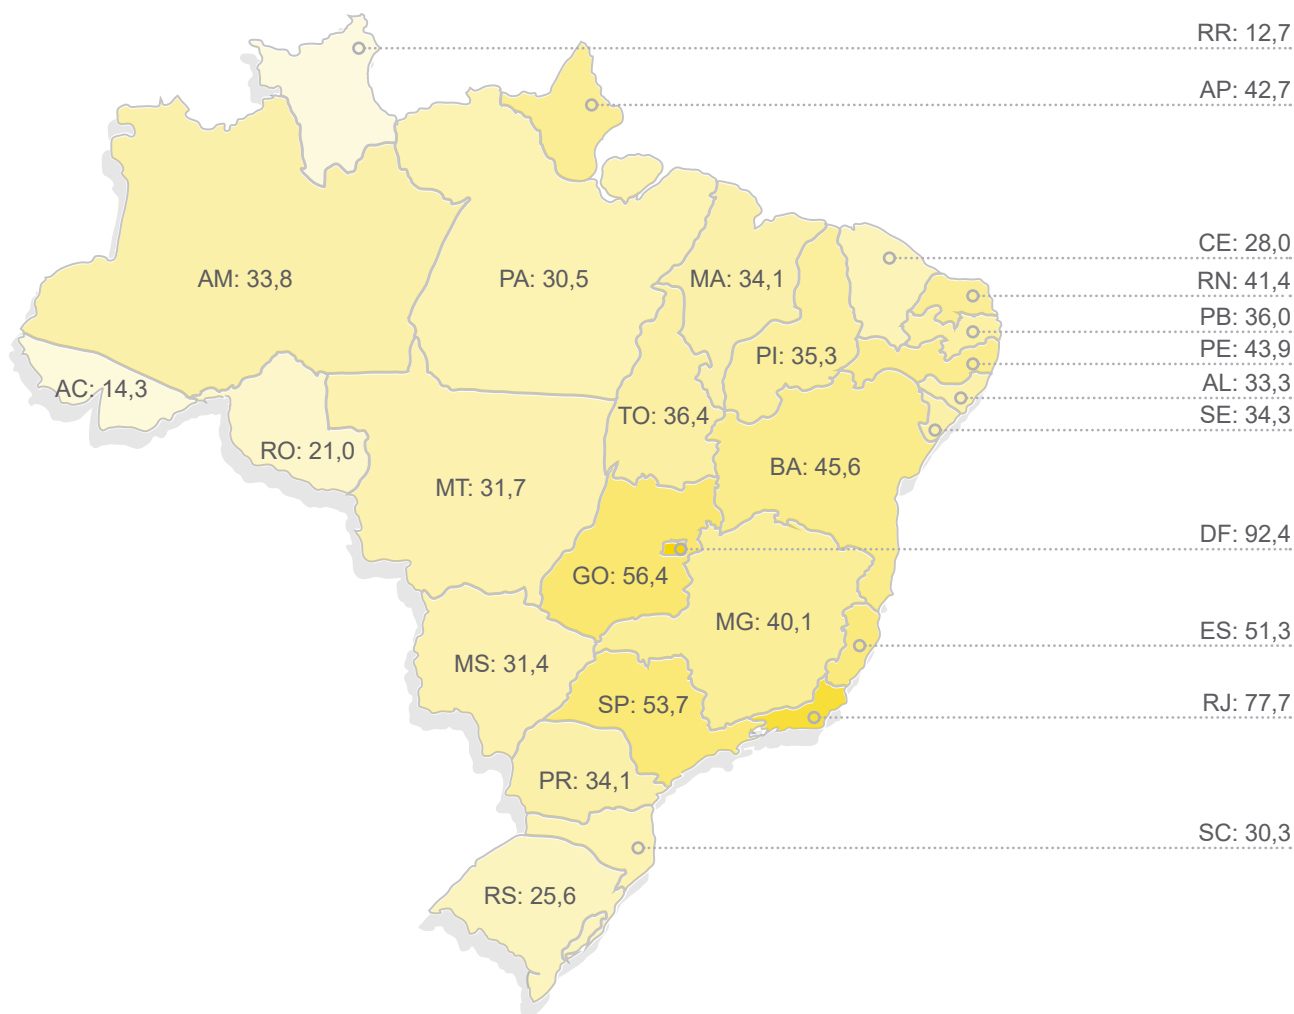 RR: 12,7
AP: 42,7
CE: 28,0
AM: 33,8
PA: 30,5
MA: 34,1
RN: 41,4
PB: 36,0
PI: 35,3
PE: 43,9
AC: 14,3
AL: 33,3
TO: 36,4
SE: 34,3
RO: 21,0
BA: 45,6
MT: 31,7
DF: 92,4
GO: 56,4
MG: 40,1
ES: 51,3
MS: 31,4
SP: 53,7
RJ: 77,7
PR: 34,1
SC: 30,3
RS: 25,6